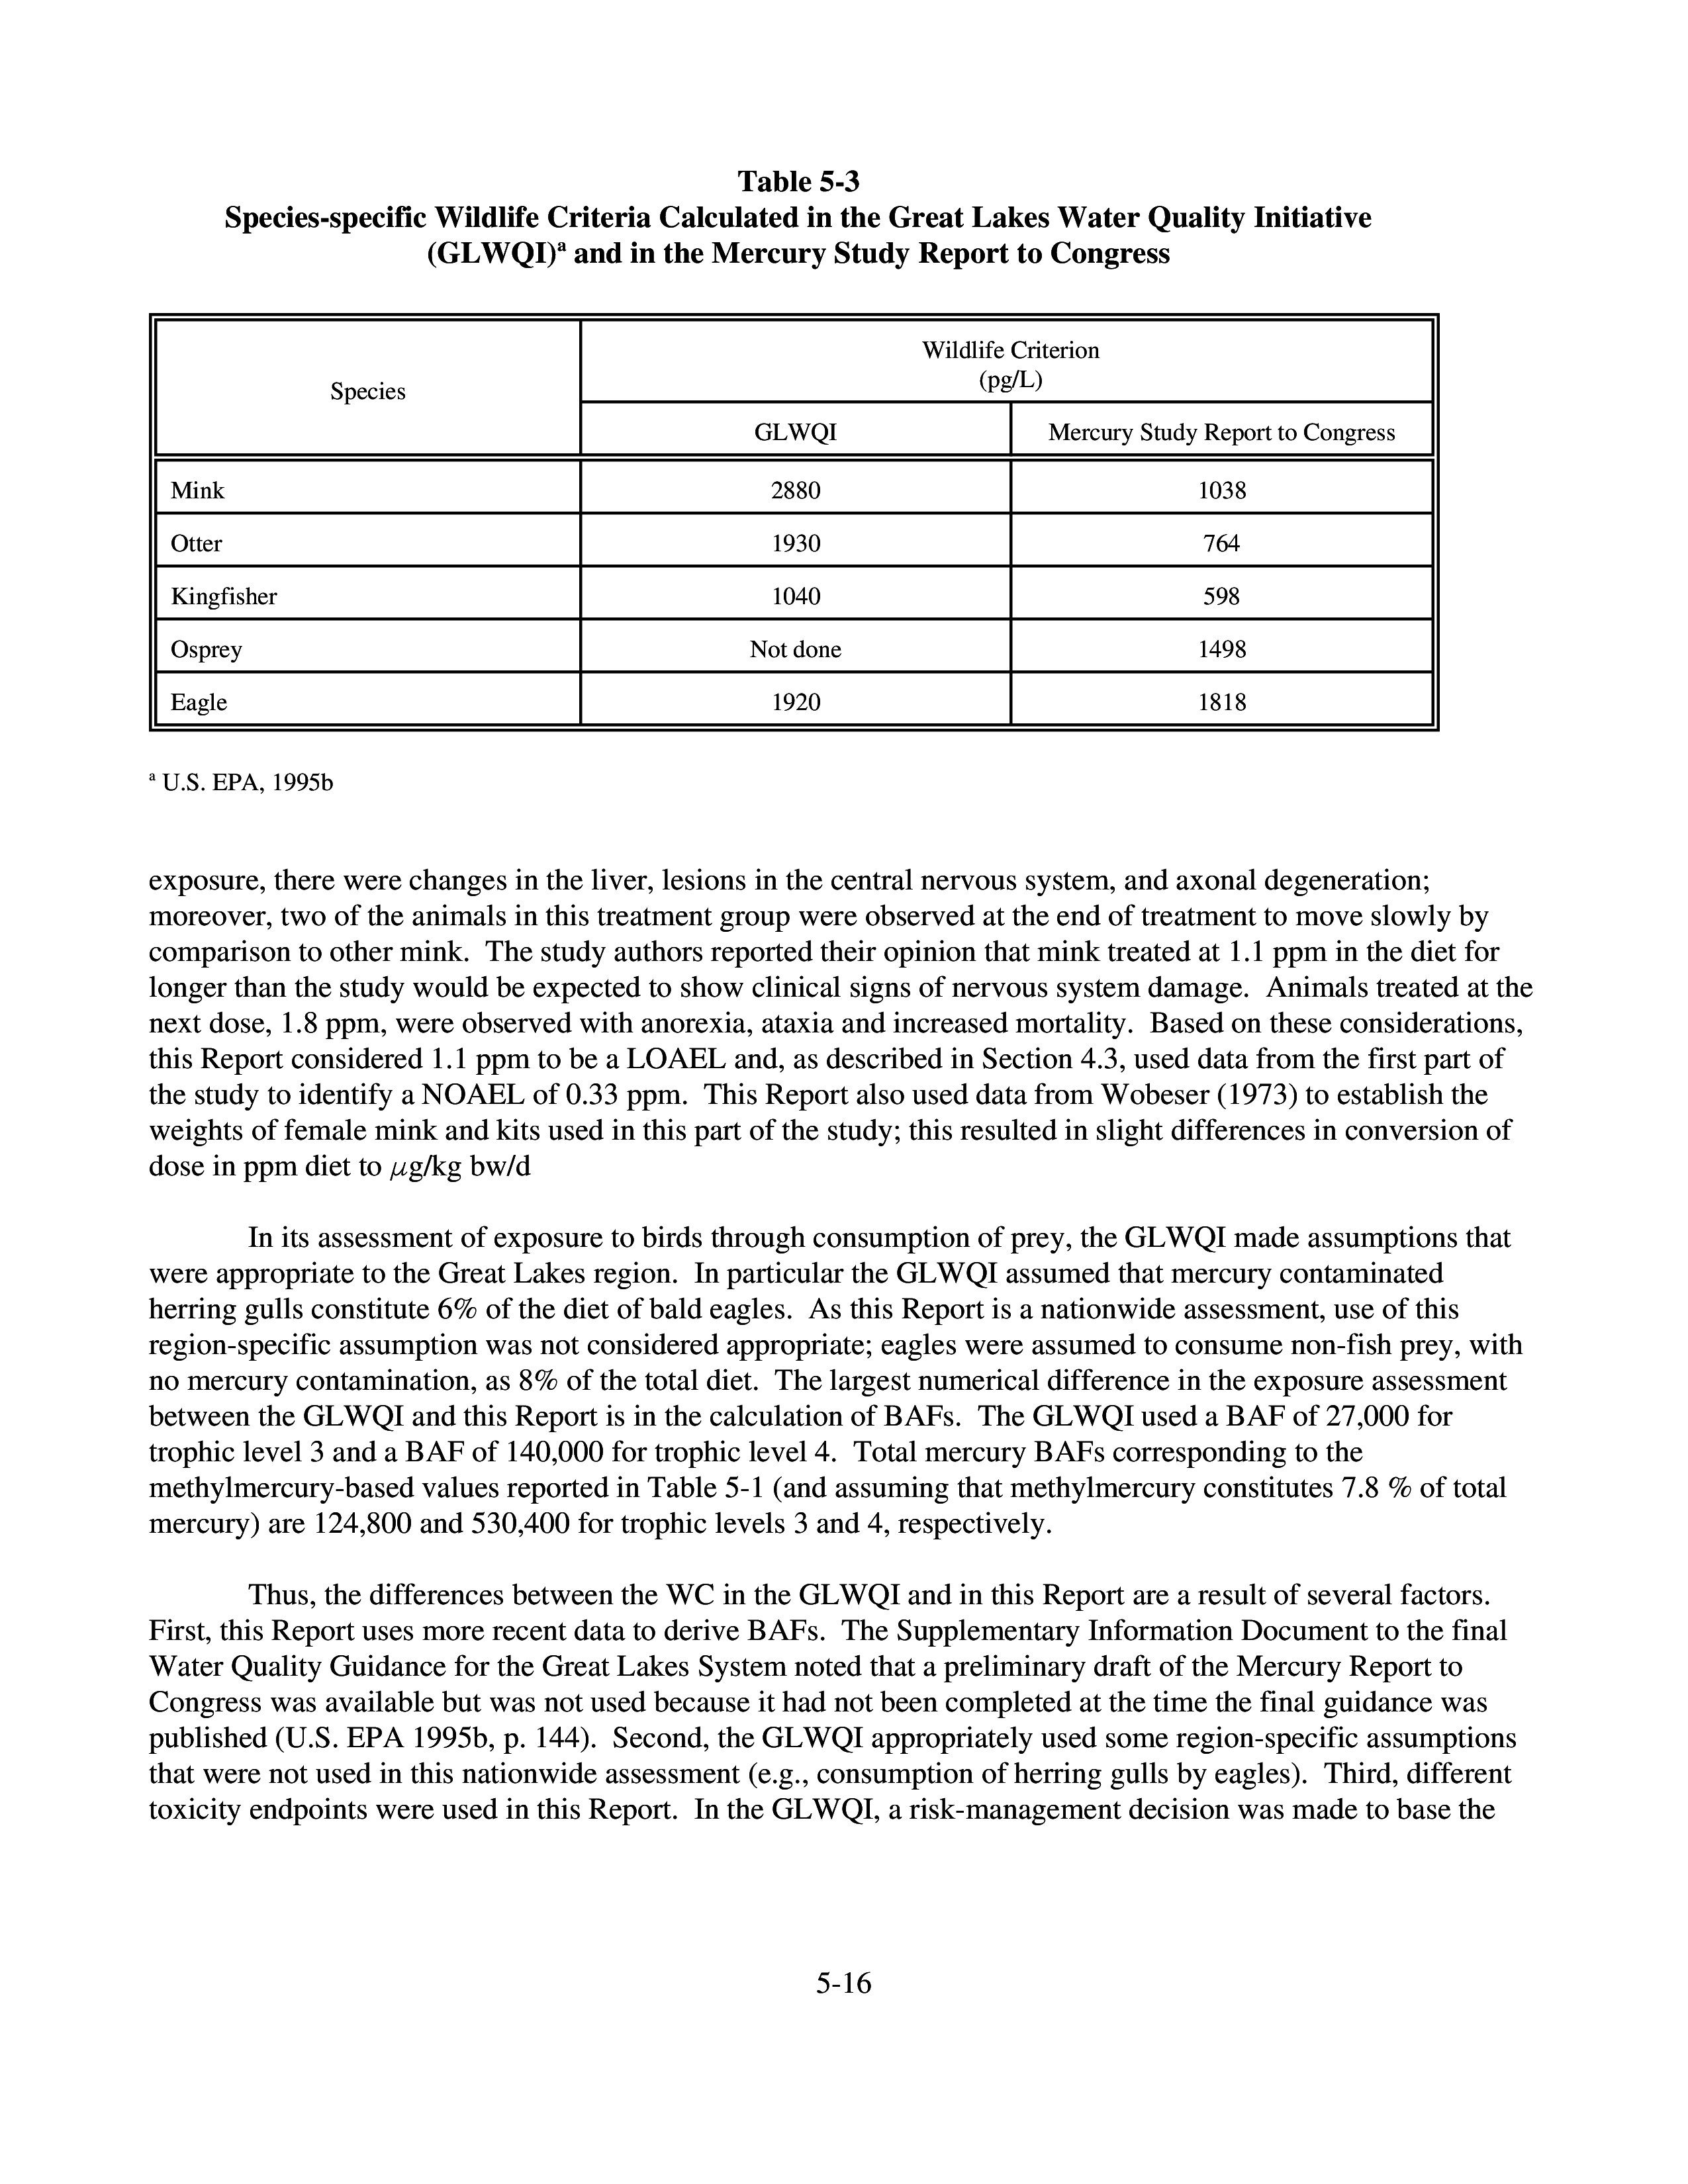 Table 5-3
Species-specific Wildlife Criteria Calculated in the Great Lakes Water Quality Initiative
(GLWQI)ª and in the Mercury Study Report to Congress
Species
Wildlife Criterion
(pg/L)
GLWQI Mercury Study Report to Congress
Mink 2880 1038
Otter 1930 764
Kingfisher 1040 598
Osprey Not done 1498
Eagle 1920 1818
ª U.S. EPA, 1995b
exposure, there were changes in the liver, lesions in the central nervous system, and axonal degeneration;
moreover, two of the animals in this treatment group were observed at the end of treatment to move slowly by
comparison to other mink. The study authors reported their opinion that mink treated at 1.1 ppm in the diet for
longer than the study would be expected to show clinical signs of nervous system damage. Animals treated at the
next dose, 1.8 ppm, were observed with anorexia, ataxia and increased mortality. Based on these considerations,
this Report considered 1.1 ppm to be a LOAEL and, as described in Section 4.3, used data from the first part of
the study to identify a NOAEL of 0.33 ppm. This Report also used data from Wobeser (1973) to establish the
weights of female mink and kits used in this part of the study; this resulted in slight differences in conversion of
dose in ppm diet to μg/kg bw/d
In its assessment of exposure to birds through consumption of prey, the GLWQI made assumptions that
were appropriate to the Great Lakes region. In particular the GLWQI assumed that mercury contaminated
herring gulls constitute 6% of the diet of bald eagles. As this Report is a nationwide assessment, use of this
region-specific assumption was not considered appropriate; eagles were assumed to consume non-fish prey, with
no mercury contamination, as 8% of the total diet. The largest numerical difference in the exposure assessment
between the GLWQI and this Report is in the calculation of BAFs. The GLWQI used a BAF of 27,000 for
trophic level 3 and a BAF of 140,000 for trophic level 4. Total mercury BAFs corresponding to the
methylmercury-based values reported in Table 5-1 (and assuming that methylmercury constitutes 7.8 % of total
mercury) are 124,800 and 530,400 for trophic levels 3 and 4, respectively.
Thus, the differences between the WC in the GLWQI and in this Report are a result of several factors.
First, this Report uses more recent data to derive BAFs. The Supplementary Information Document to the final
Water Quality Guidance for the Great Lakes System noted that a preliminary draft of the Mercury Report to
Congress was available but was not used because it had not been completed at the time the final guidance was
published (U.S. EPA 1995b, p. 144). Second, the GLWQI appropriately used some region-specific assumptions
that were not used in this nationwide assessment (e.g., consumption of herring gulls by eagles). Third, different
toxicity endpoints were used in this Report. In the GLWQI, a risk-management decision was made to base the
5-16